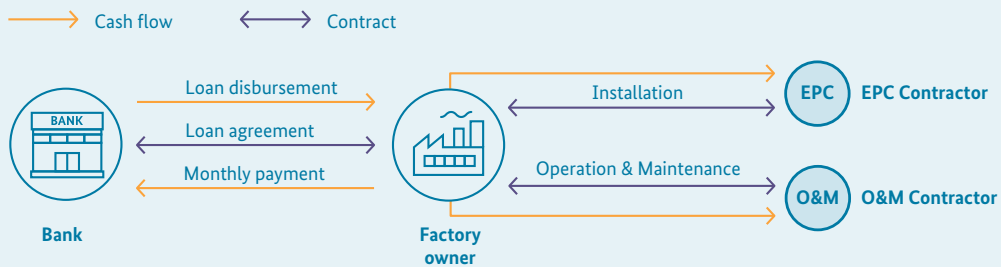 Cash flow
Contract
Loan disbursement
Loan agreement
Monthly payment
BANK
Bank
Factory
owner
Installation
EPC
EPC Contractor
Operation & Maintenance
O&M
O&M Contractor